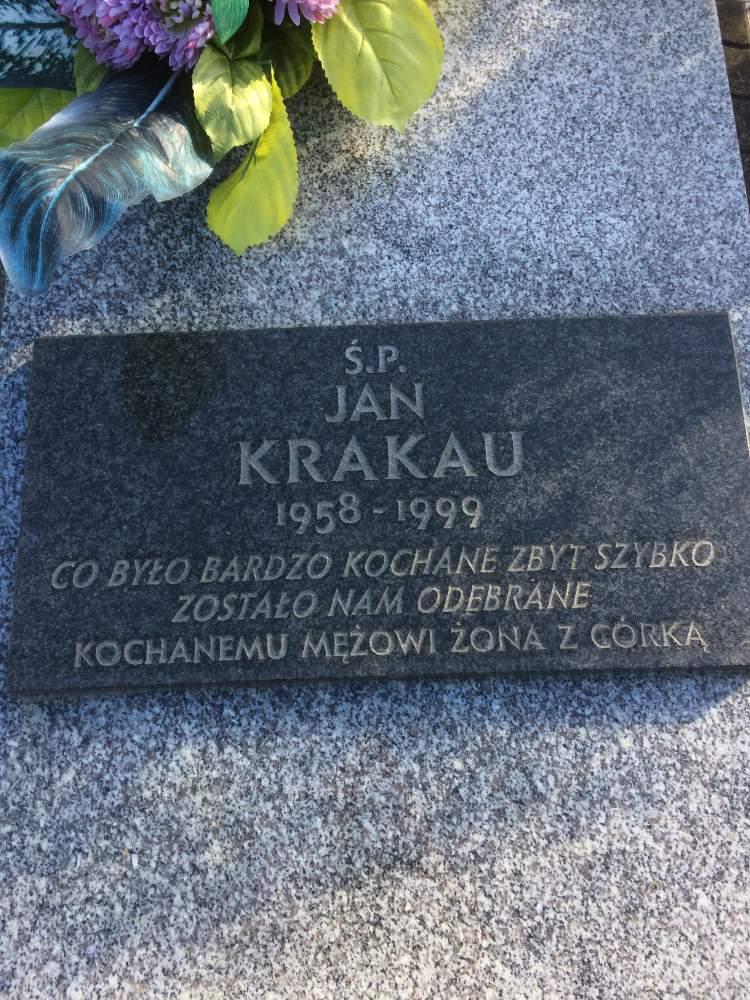 Ś.P.
JAN
KRAKAU
1958-1999
CO BYŁO BARDZO KOCHANE ZBYT SZYBKO
ZOSTAŁO NAM ODEBRANE
KOCHANEMU MĘŻOWI ŻONA Z CÓRKĄ